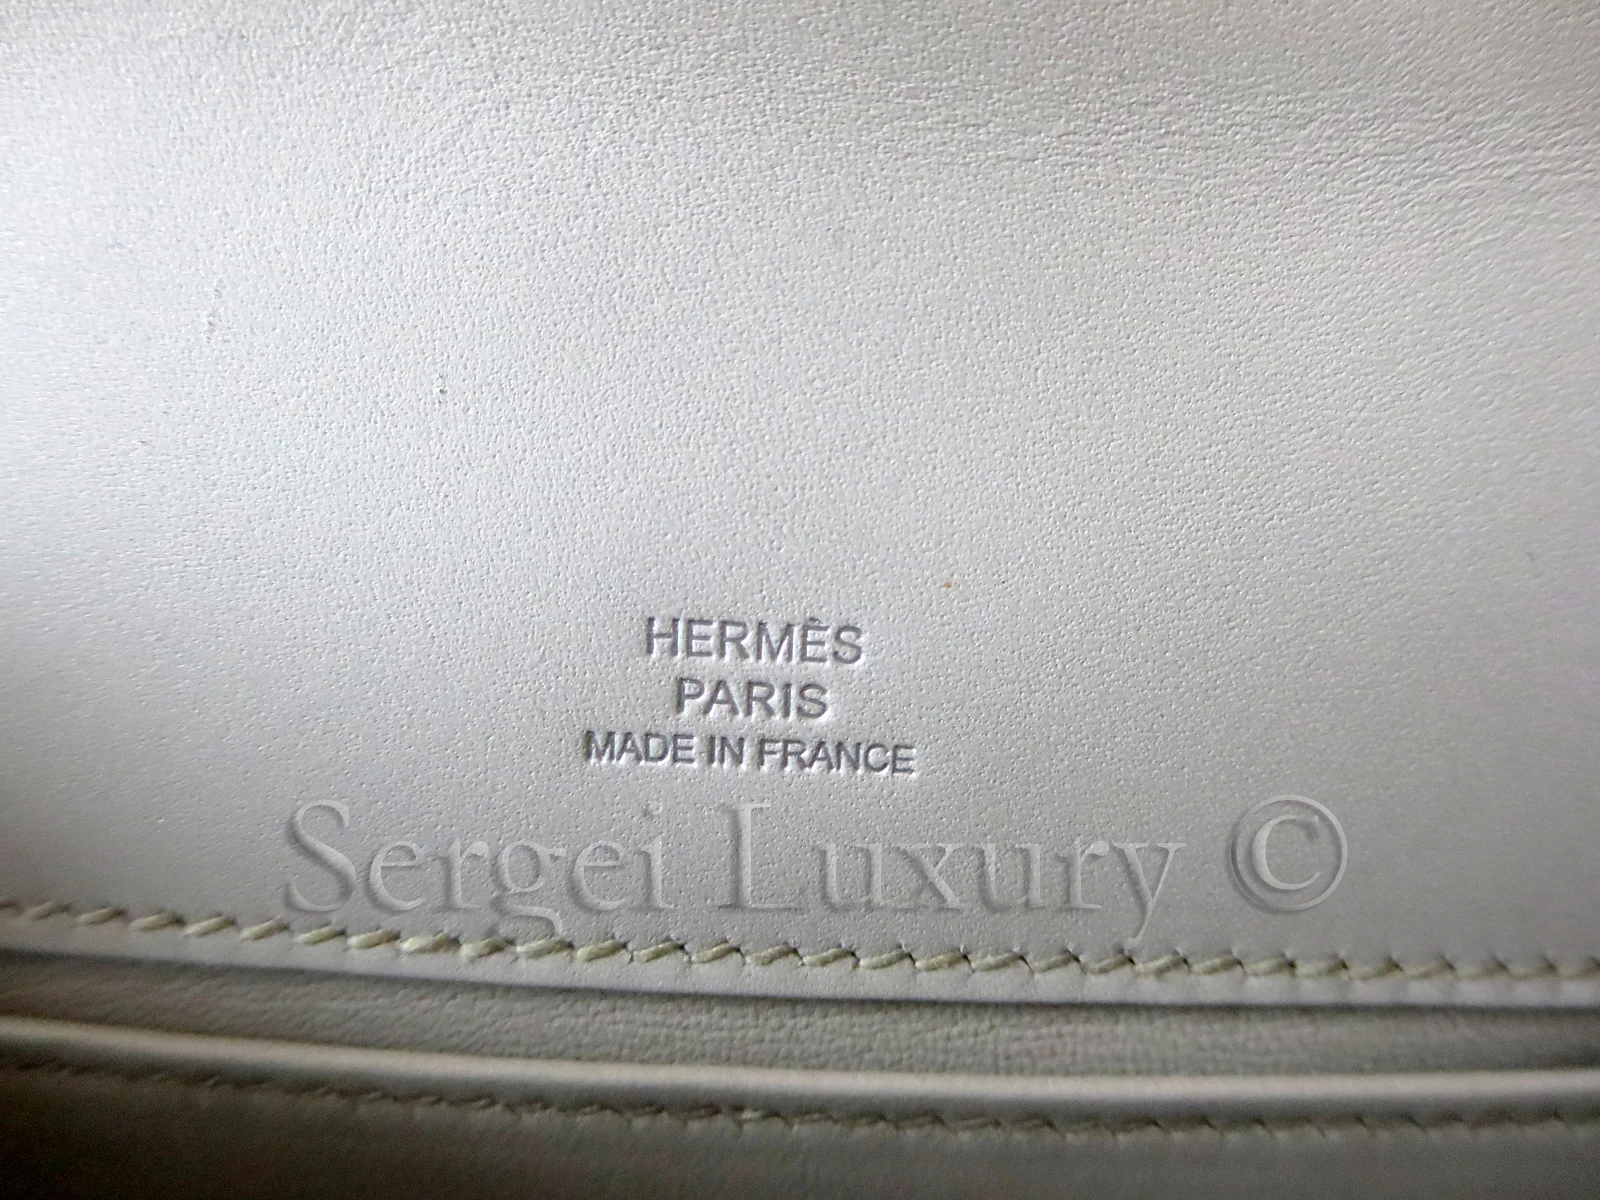 HERMÈS
PARIS
MADE IN FRANCE
Sergei Luxury ©